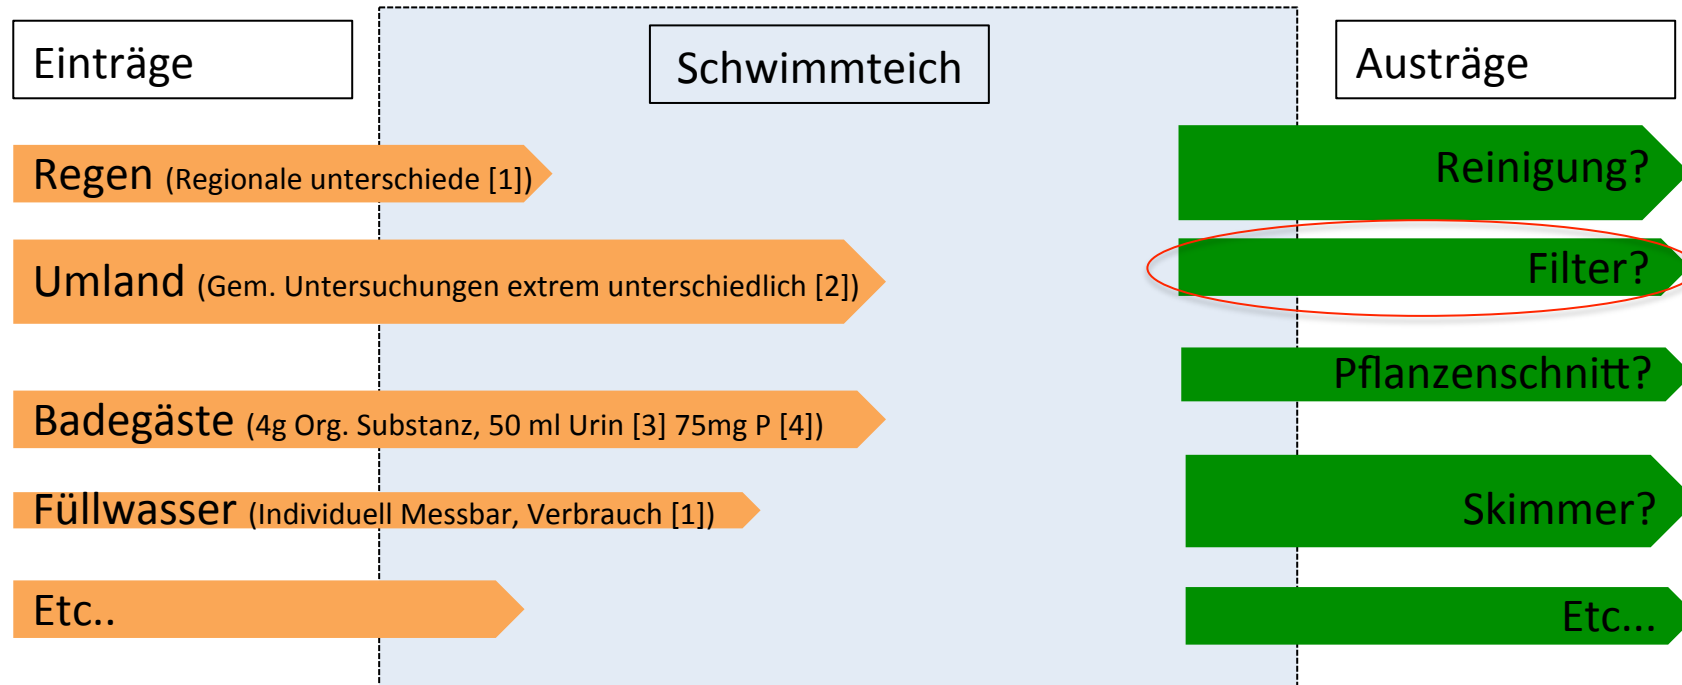 Einträge
Schwimmteich
Austräge
Regen (Regionale unterschiede [1])
Reinigung?
Umland (Gem. Untersuchungen extrem unterschiedlich [2])
Filter?
Pflanzenschnitt?
Badegäste (4g Org. Substanz, 50 ml Urin [3] 75mg P [4])
Füllwasser (Individuell Messbar, Verbrauch [1])
Skimmer?
Etc..
Etc...